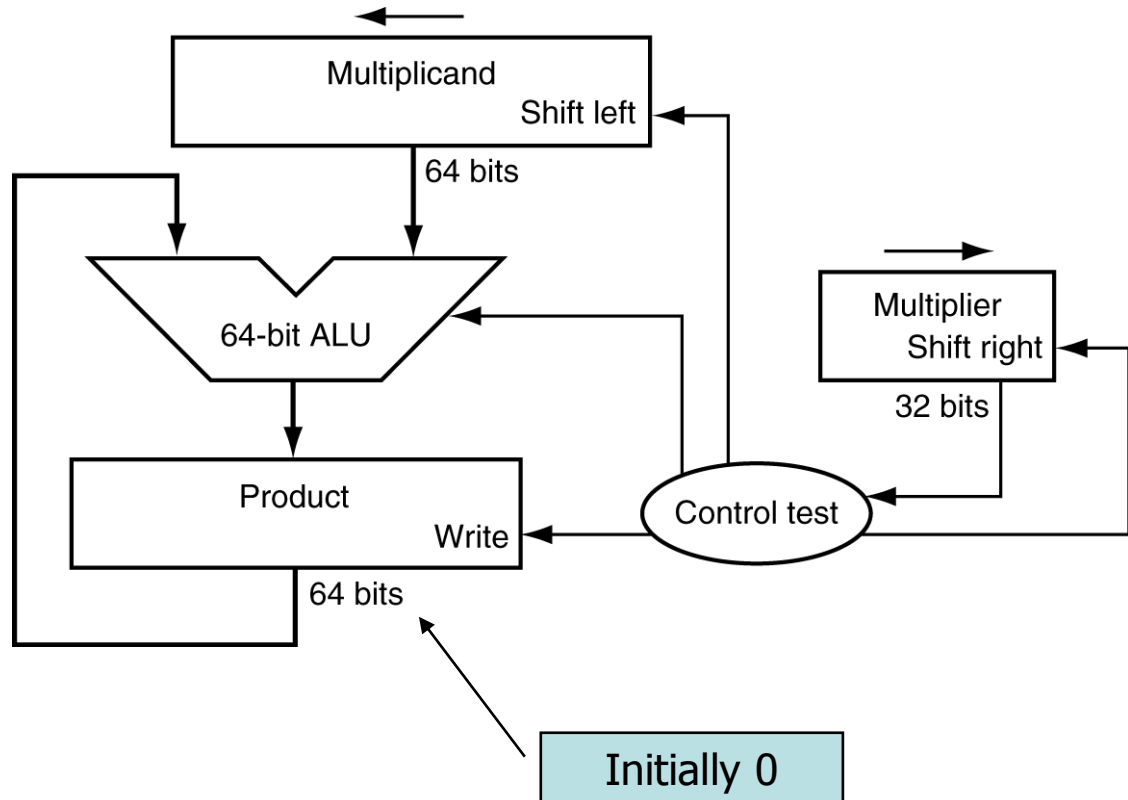 Multiplicand
Shift left
64 bits
64-bit ALU
Multiplier
Shift right
32 bits
Product
Write
Control test
64 bits
Initially 0